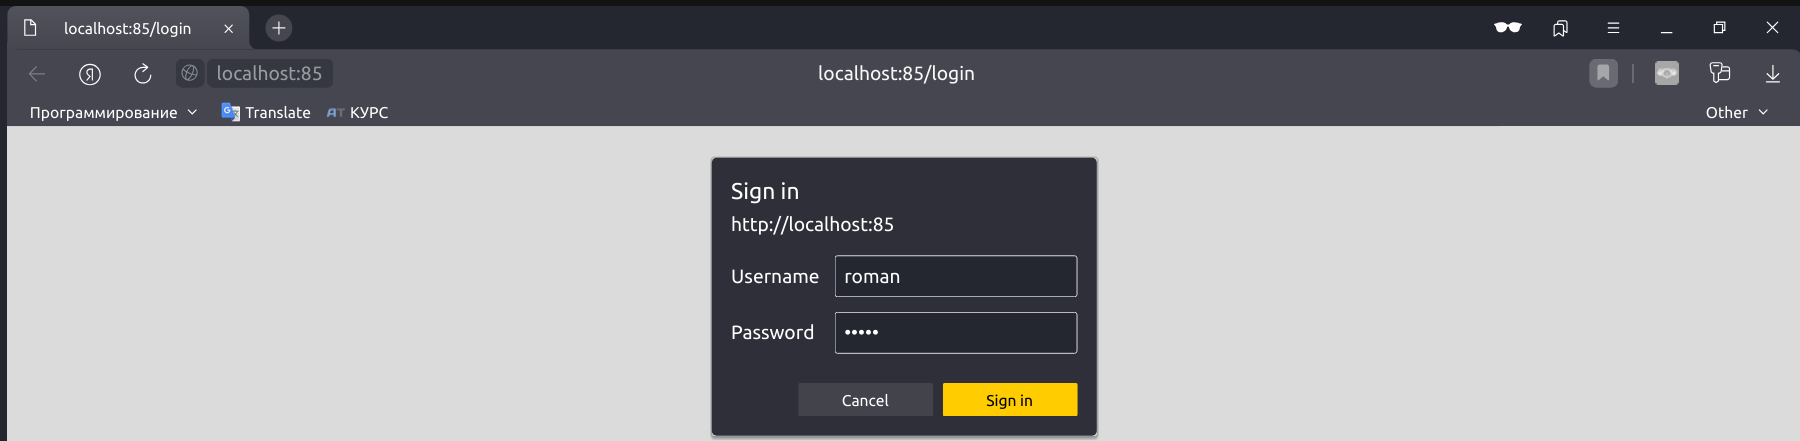 localhost:85/login
Я localhost:85 localhost:85/login
Программирование Translate AT КУРС Other
Sign in
http://localhost:85
Username roman
Password •••••
Cancel Sign in